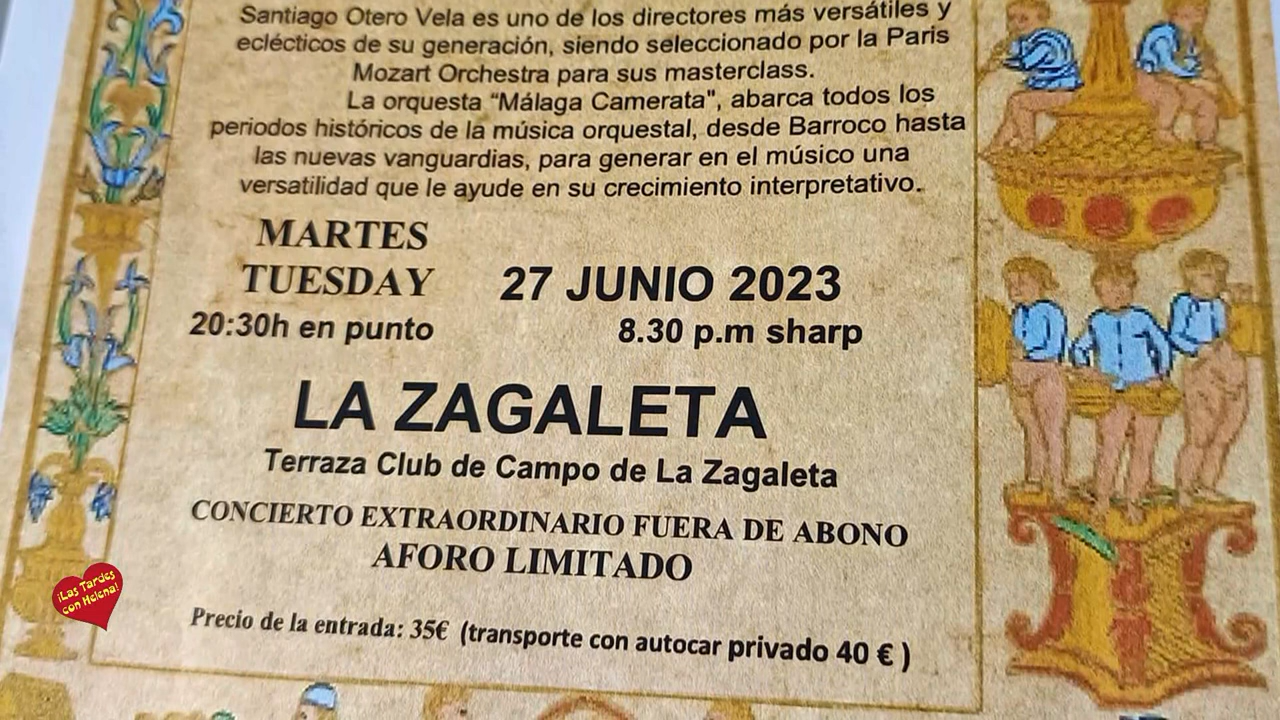 Santiago Otero Vela es uno de los directores más versátiles y
eclécticos de su generación, siendo seleccionado por la Paris
Mozart Orchestra para sus masterclass.
La orquesta “Málaga Camerata", abarca todos los
periodos históricos de la música orquestal, desde Barroco hasta
las nuevas vanguardias, para generar en el músico una
versatilidad que le ayude en su crecimiento interpretativo.
MARTES
TUESDAY 27 JUNIO 2023
20:30h en punto 8.30 p.m sharp
LA ZAGALETA
Terraza Club de Campo de La Zagaleta
CONCIERTO EXTRAORDINARIO FUERA DE ABONO
AFORO LIMITADO
¡Las Tardes
con Helena!
Precio de la entrada: 35€ (transporte con autocar privado 40 € )